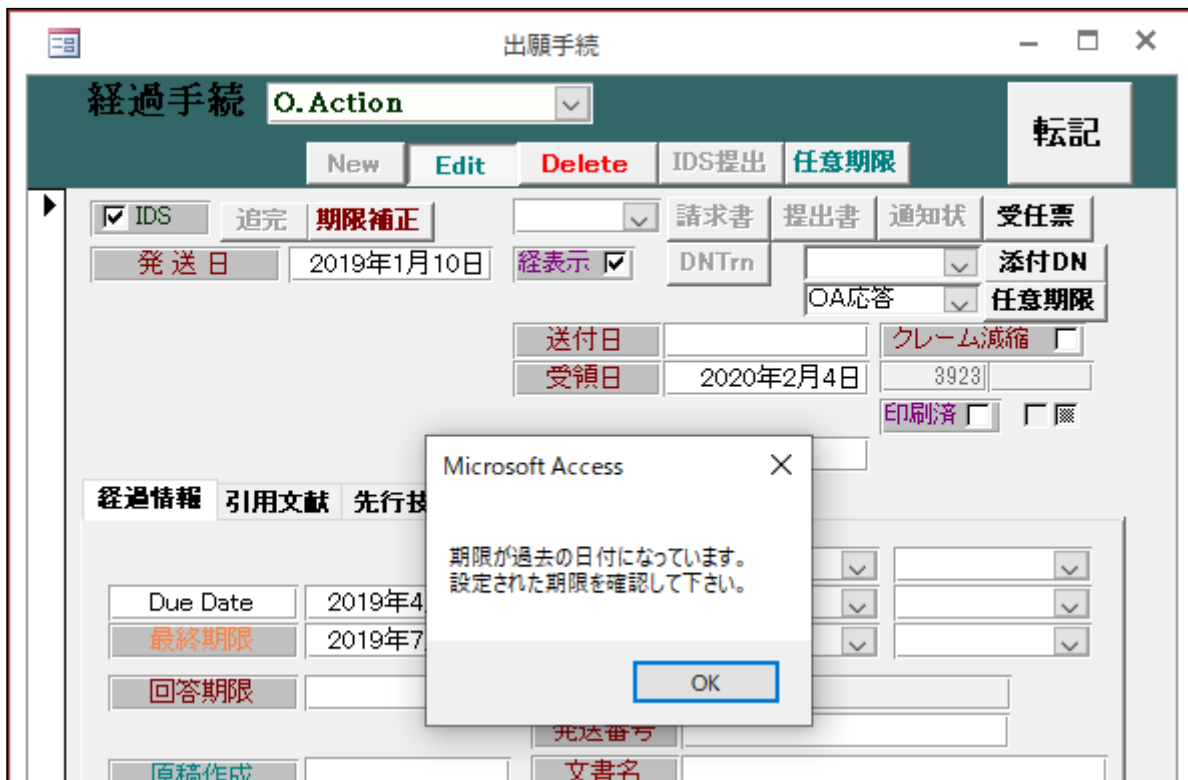 出願手続
経過手続 O.Action
転記
New Edit Delete IDS提出 任意期限
IDS 追完 期限補正 請求書 提出書 通知状 受任票
発送日 2019年1月10日 経表示 DNTrn 添付DN
OA応答 任意期限
送付日 クレーム減縮
受領日 2020年2月4日 3923
印刷済
Microsoft Access
経過情報 引用文献 先行技
期限が過去の日付になっています。
設定された期限を確認して下さい。
Due Date 2019年4
最終期限 2019年7
OK
回答期限
発送番号
原稿作成 文書名